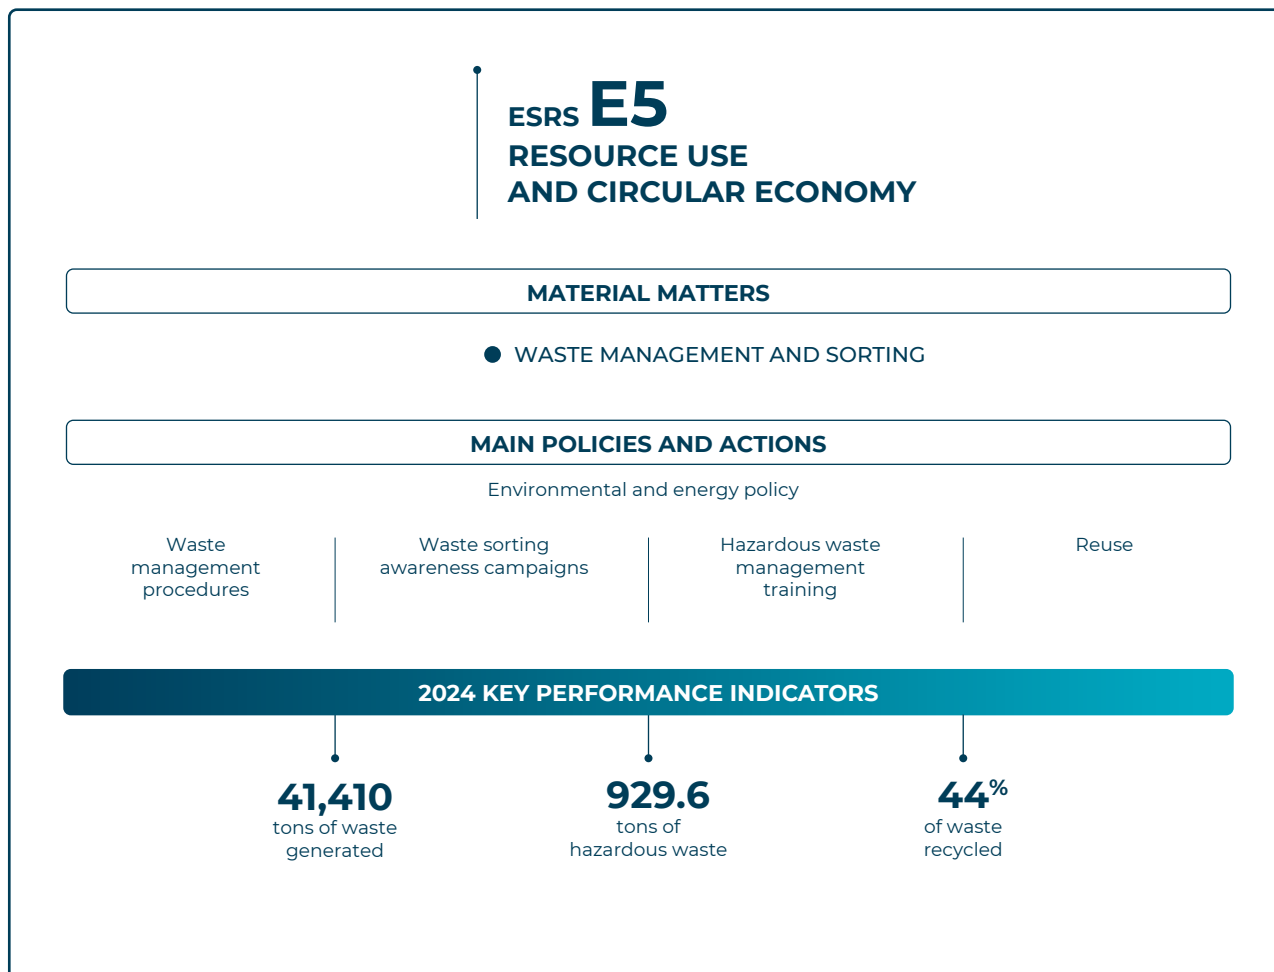 ESRS E5
RESOURCE USE
AND CIRCULAR ECONOMY
MATERIAL MATTERS
WASTE MANAGEMENT AND SORTING
MAIN POLICIES AND ACTIONS
Environmental and energy policy
Waste
management
procedures
Waste sorting
awareness campaigns
Hazardous waste
management
training
Reuse
2024 KEY PERFORMANCE INDICATORS
41,410
tons of waste
generated
929.6
tons of
hazardous waste
44%
of waste
recycled